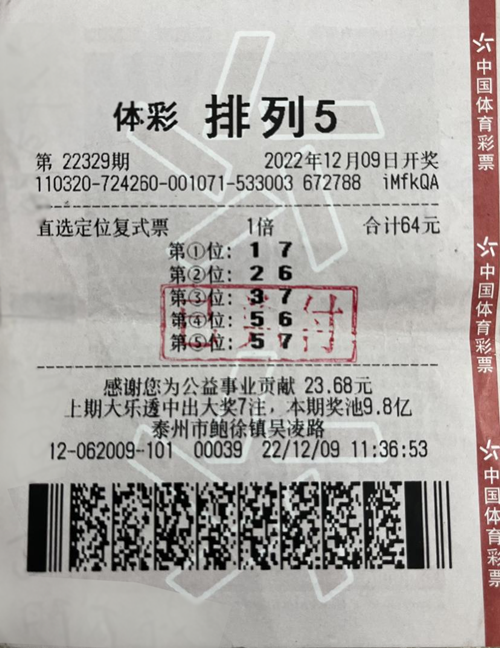 体彩 排列5
第 22329期 2022年12月09日开奖
110320-724260-001071-533003 672788 iMfkQA
直选定位复式票 1倍 合计64元
第①位: 1 7
第②位: 2 6
第③位: 3 7
第④位: 5 6
第⑤位: 5 7
付
感谢您为公益事业贡献 23.68元
上期大乐透中出大奖7注，本期奖池9.8亿
泰州市鲍徐镇吴凌路
12-062009-101 00039 22/12/09 11:36:53
中国体育彩票
中国体育彩票
中国体育彩票